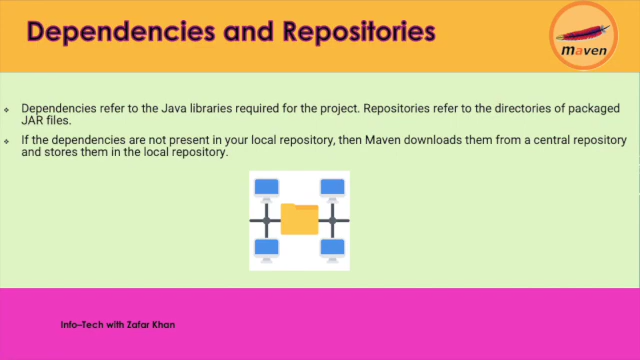 Dependencies and Repositories
maven
Dependencies refer to the Java libraries required for the project. Repositories refer to the directories of packaged
JAR files.
If the dependencies are not present in your local repository, then Maven downloads them from a central repository
and stores them in the local repository.
Info–Tech with Zafar Khan